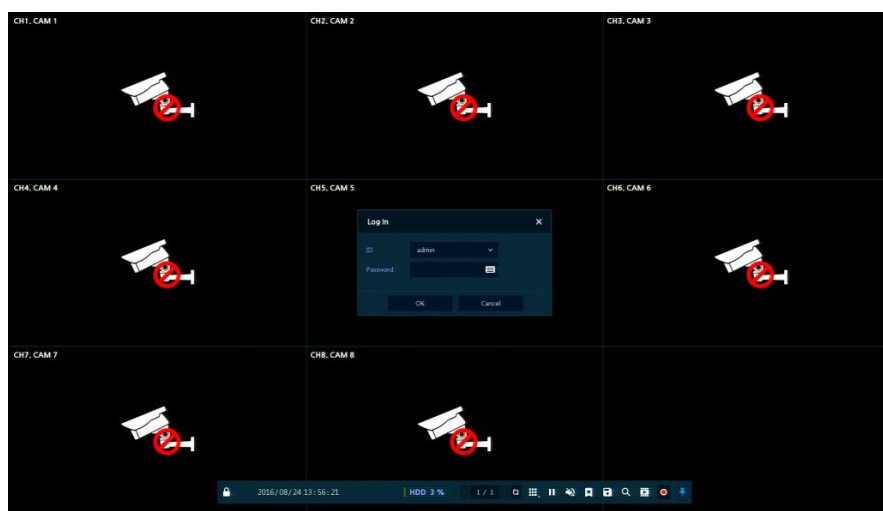 CH1, CAM 1
CH2, CAM 2
CH3, CAM 3
CH4, CAM 4
CH5, CAM 5
CH6, CAM 6
Log In
ID
admin
Password
OK Cancel
CH7, CAM 7
CH8, CAM 8
2016/08/24 13:56:21 HDD 3 % 1 / 1